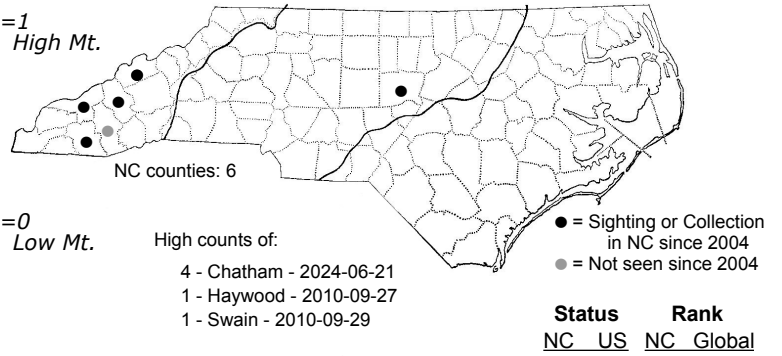 =1
High Mt.
NC counties: 6
=0
Low Mt.
High counts of:
4 - Chatham - 2024-06-21
1 - Haywood - 2010-09-27
1 - Swain - 2010-09-29
= Sighting or Collection
in NC since 2004
= Not seen since 2004
Status Rank
NC US NC Global